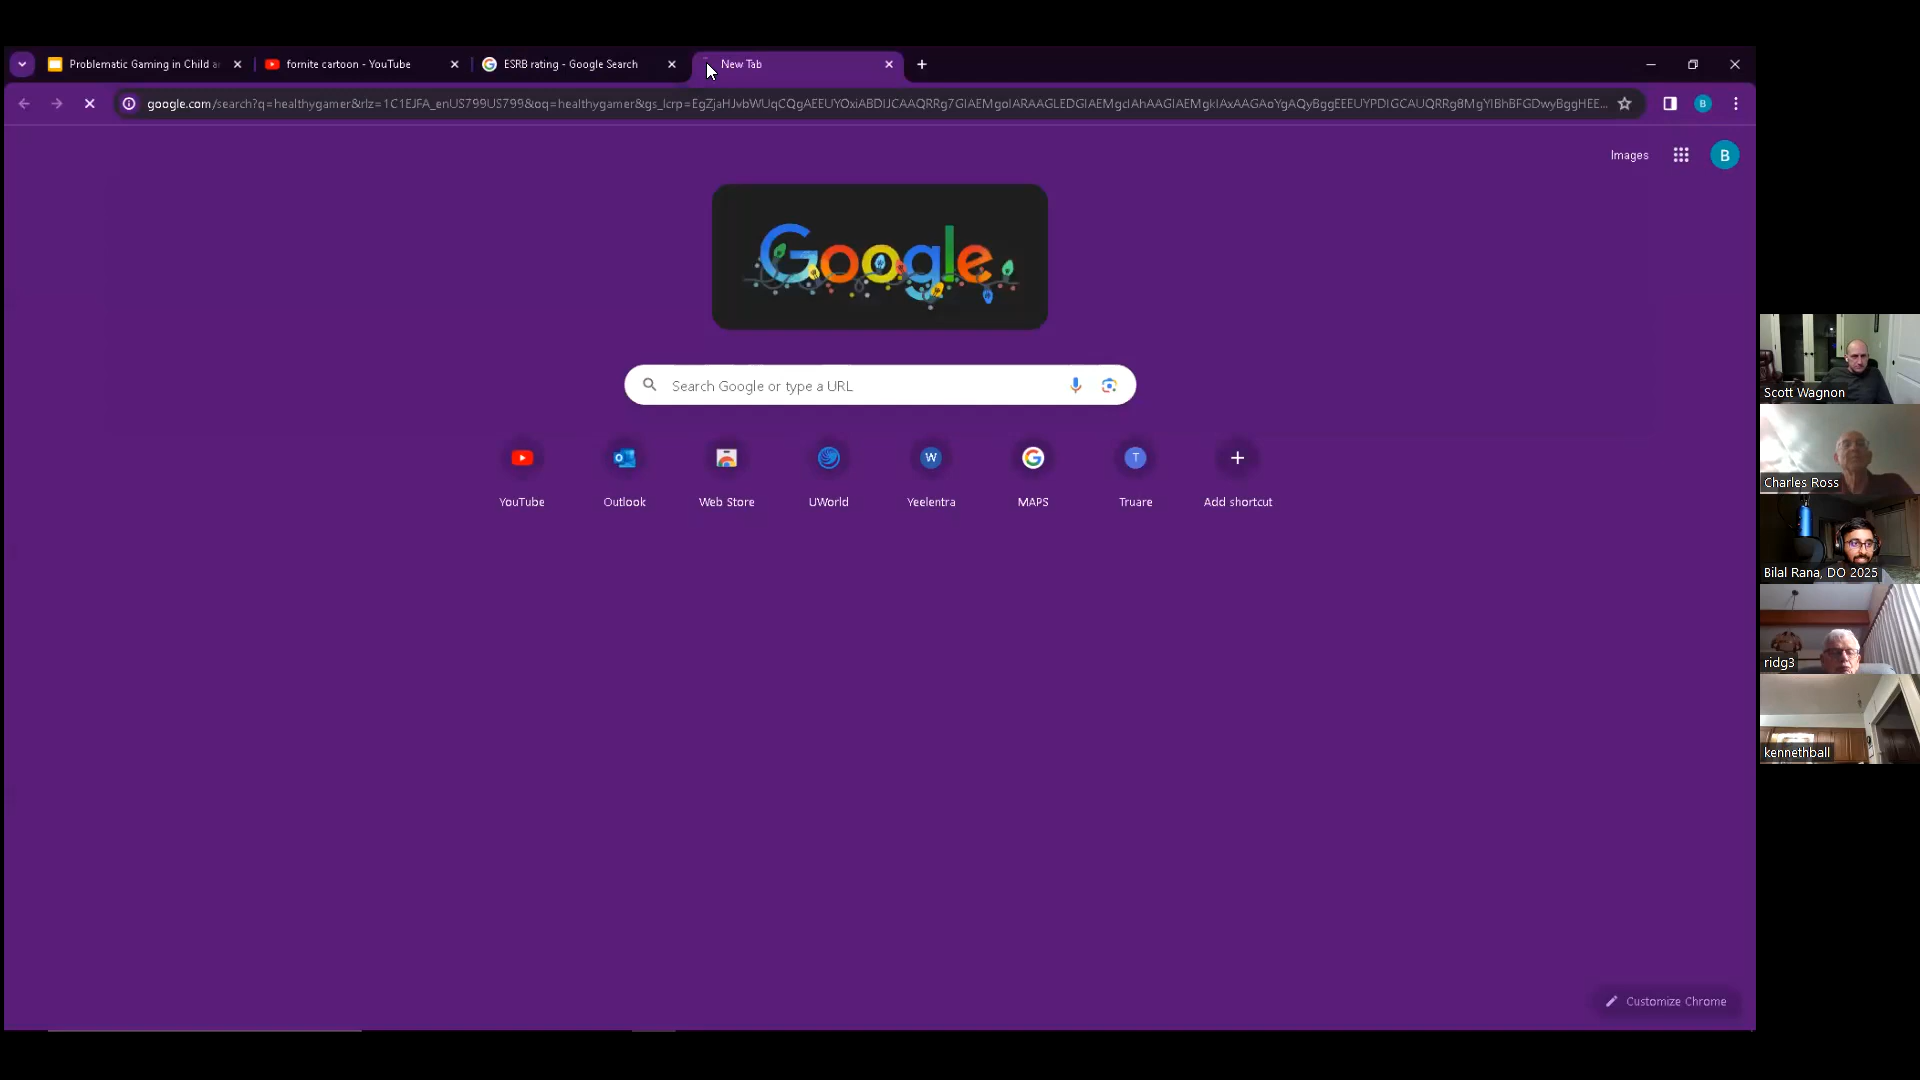 Problematic Gaming in Child a
fornite cartoon - YouTube
ESRB rating - Google Search
New Tab
google.com/search?q=healthygamer&rlz=1C1EJFA_enUS799US799&oq=healthygamer&gs_lcrp=
Images
B
Google
Search Google or type a URL
W
T
YouTube
Outlook
Web Store
UWorld
Yeelentra
MAPS
Truare
Add shortcut
Customize Chrome
Scott Wagnon
Charles Ross
Bilal Rana, DO 2025
ridg3
kennethball